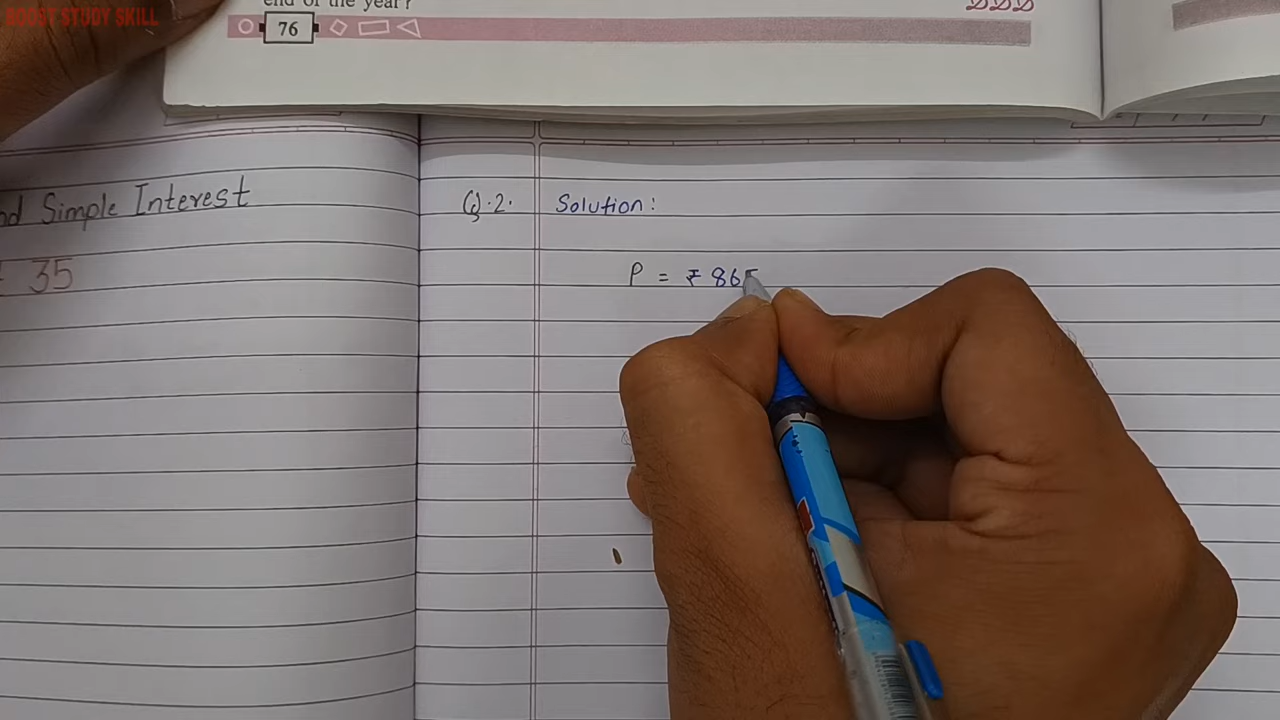 BOOST STUDY SKILL
end of the year?
76
nd Simple Interest
35
Q.2. Solution:
P = ₹ 865